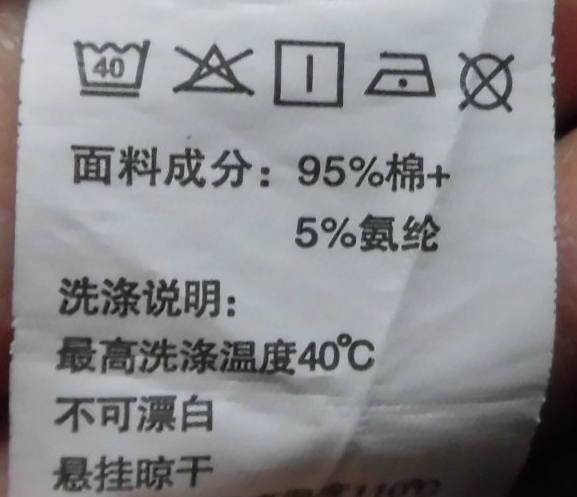 40
面料成分：95%棉+
5%氨纶
洗涤说明：
最高洗涤温度40℃
不可漂白
悬挂晾干